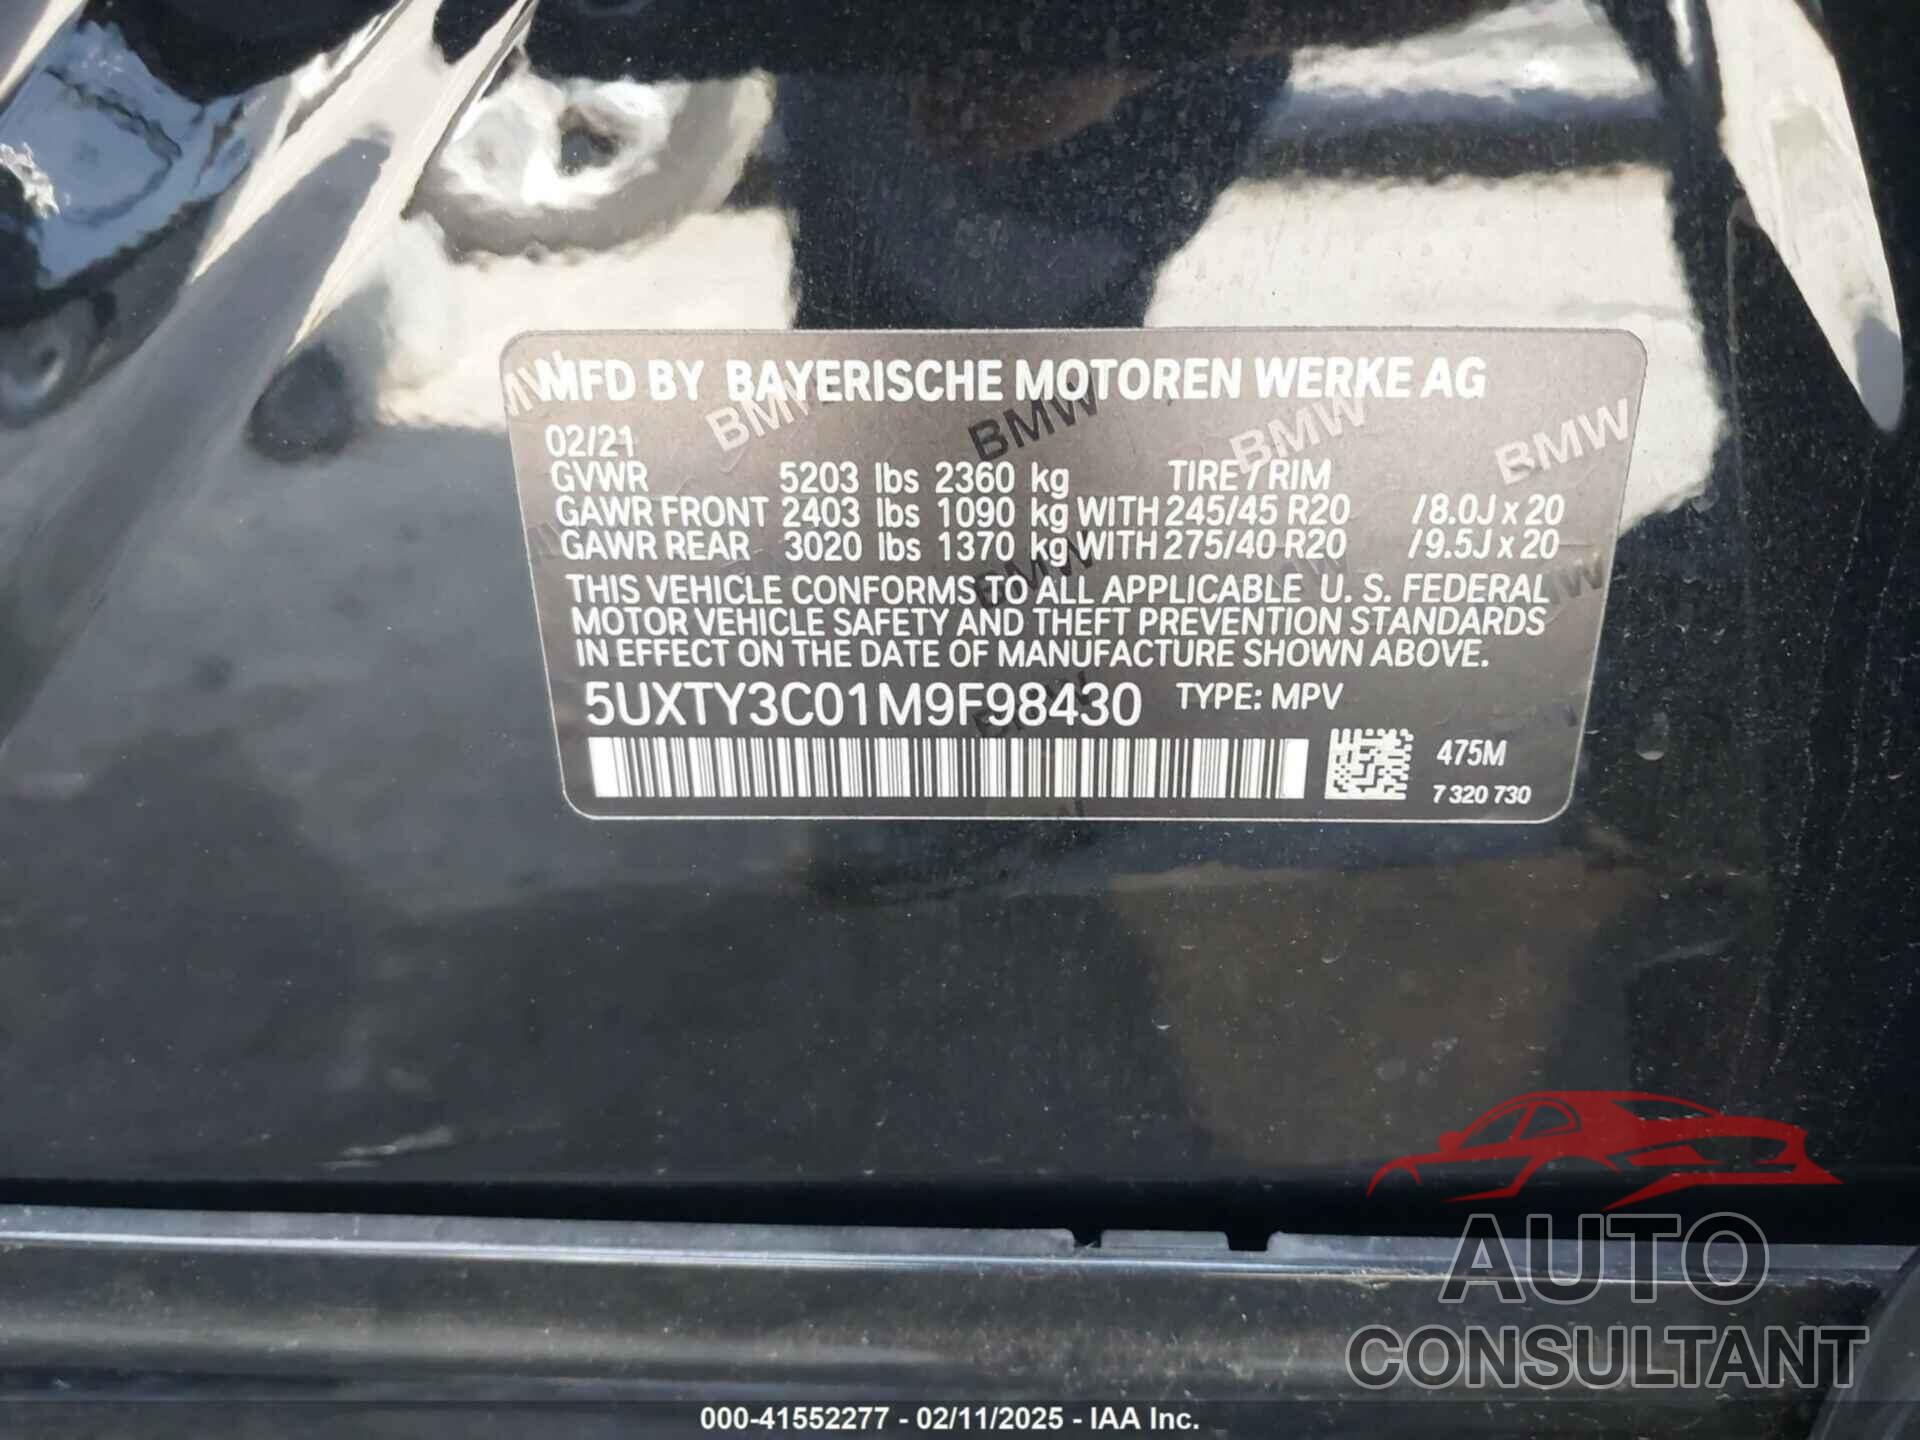 MFD BY BAYERISCHE MOTOREN WERKE AG
02/21
GVWR 5203 lbs 2360 kg TIRE / RIM
GAWR FRONT 2403 lbs 1090 kg WITH 245/45 R20 /8.0J x 20
GAWR REAR 3020 lbs 1370 kg WITH 275/40 R20 /9.5J x 20
THIS VEHICLE CONFORMS TO ALL APPLICABLE U. S. FEDERAL
MOTOR VEHICLE SAFETY AND THEFT PREVENTION STANDARDS
IN EFFECT ON THE DATE OF MANUFACTURE SHOWN ABOVE.
5UXTY3C01M9F98430 TYPE: MPV
475M
7 320 730
AUTO
CONSULTANT
000-41552277 - 02/11/2025 - IAA Inc.